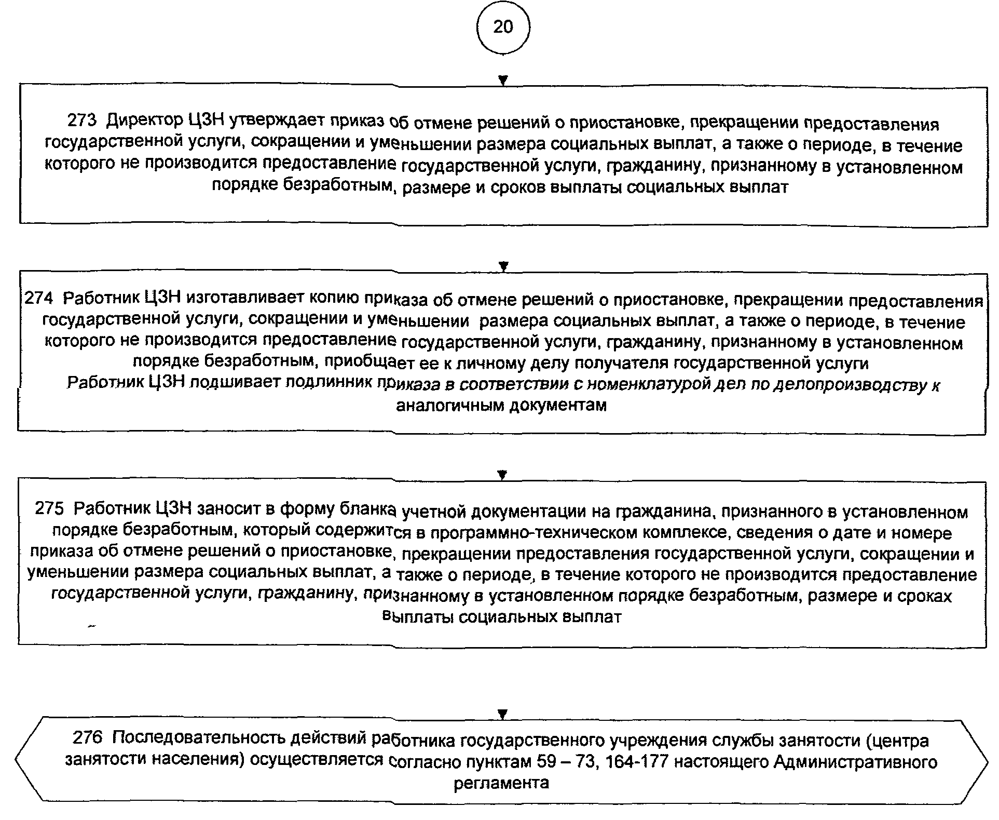 20
273 Директор ЦЗН утверждает приказ об отмене решений о приостановке, прекращении предоставления
государственной услуги, сокращении и уменьшении размера социальных выплат, а также о периоде, в течение
которого не производится предоставление государственной услуги, гражданину, признанному в установленном
порядке безработным, размере и сроков выплаты социальных выплат
274 Работник ЦЗН изготавливает копию приказа об отмене решений о приостановке, прекращении предоставления
государственной услуги, сокращении и уменьшении размера социальных выплат, а также о периоде, в течение
которого не производится предоставление государственной услуги, гражданину, признанному в установленном
порядке безработным, приобщает ее к личному делу получателя государственной услуги
Работник ЦЗН подшивает подлинник приказа в соответствии с номенклатурой дел по делопроизводству к
аналогичным документам
275 Работник ЦЗН заносит в форму бланка учетной документации на гражданина, признанного в установленном
порядке безработным, который содержится в программно-техническом комплексе, сведения о дате и номере
приказа об отмене решений о приостановке, прекращении предоставления государственной услуги, сокращении и
уменьшении размера социальных выплат, а также о периоде, в течение которого не производится предоставление
государственной услуги, гражданину, признанному в установленном порядке безработным, размере и сроках
выплаты социальных выплат
276 Последовательность действий работника государственного учреждения службы занятости (центра
занятости населения) осуществляется согласно пунктам 59 – 73, 164-177 настоящего Административного
регламента